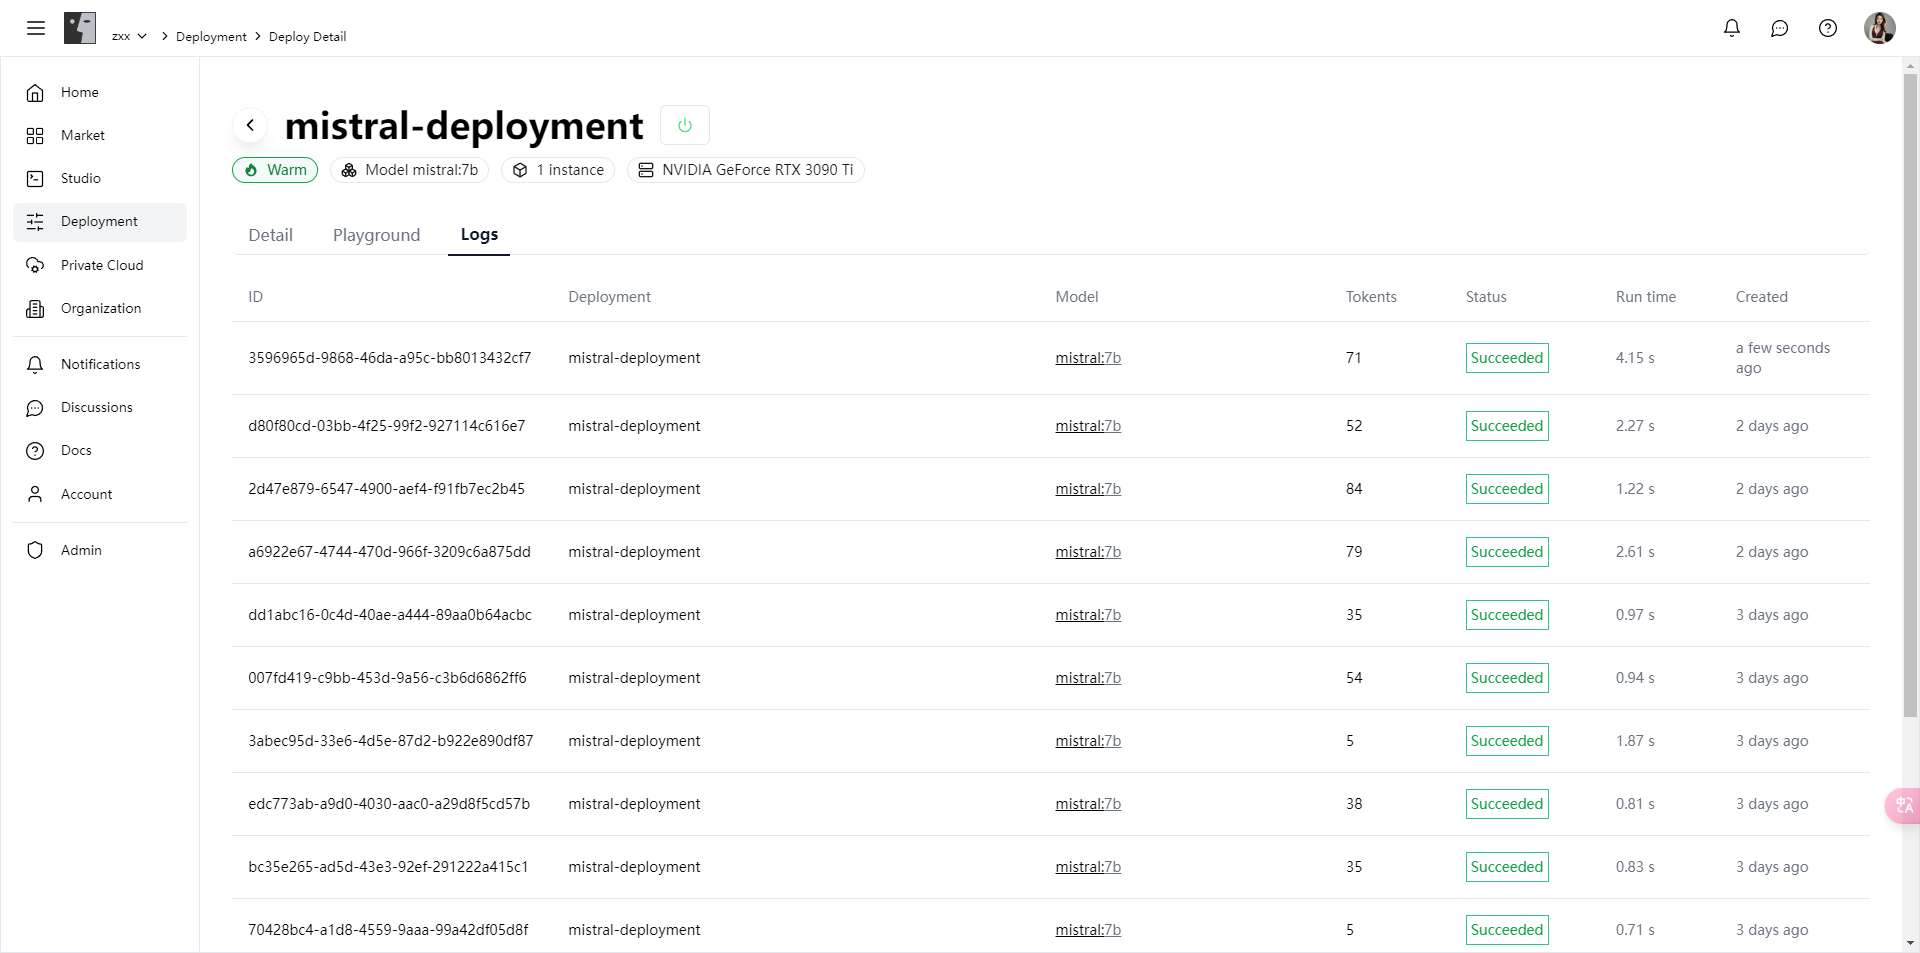 zxx
Deployment
Deploy Detail
Home
Market
Studio
Deployment
Private Cloud
Organization
Notifications
Discussions
Docs
Account
Admin
mistral-deployment
Warm
Model mistral:7b
1 instance
NVIDIA GeForce RTX 3090 Ti
Detail Playground Logs
ID Deployment Model Tokents Status Run time Created
3596965d-9868-46da-a95c-bb8013432cf7 mistral-deployment mistral:7b 71 Succeeded 4.15 s a few seconds
ago
d80f80cd-03bb-4f25-99f2-927114c616e7 mistral-deployment mistral:7b 52 Succeeded 2.27 s 2 days ago
2d47e879-6547-4900-aef4-f91fb7ec2b45 mistral-deployment mistral:7b 84 Succeeded 1.22 s 2 days ago
a6922e67-4744-470d-966f-3209c6a875dd mistral-deployment mistral:7b 79 Succeeded 2.61 s 2 days ago
dd1abc16-0c4d-40ae-a444-89aa0b64acbc mistral-deployment mistral:7b 35 Succeeded 0.97 s 3 days ago
007fd419-c9bb-453d-9a56-c3b6d6862ff6 mistral-deployment mistral:7b 54 Succeeded 0.94 s 3 days ago
3abec95d-33e6-4d5e-87d2-b922e890df87 mistral-deployment mistral:7b 5 Succeeded 1.87 s 3 days ago
edc773ab-a9d0-4030-aac0-a29d8f5cd57b mistral-deployment mistral:7b 38 Succeeded 0.81 s 3 days ago
bc35e265-ad5d-43e3-92ef-291222a415c1 mistral-deployment mistral:7b 35 Succeeded 0.83 s 3 days ago
70428bc4-a1d8-4559-9aaa-99a42df05d8f mistral-deployment mistral:7b 5 Succeeded 0.71 s 3 days ago